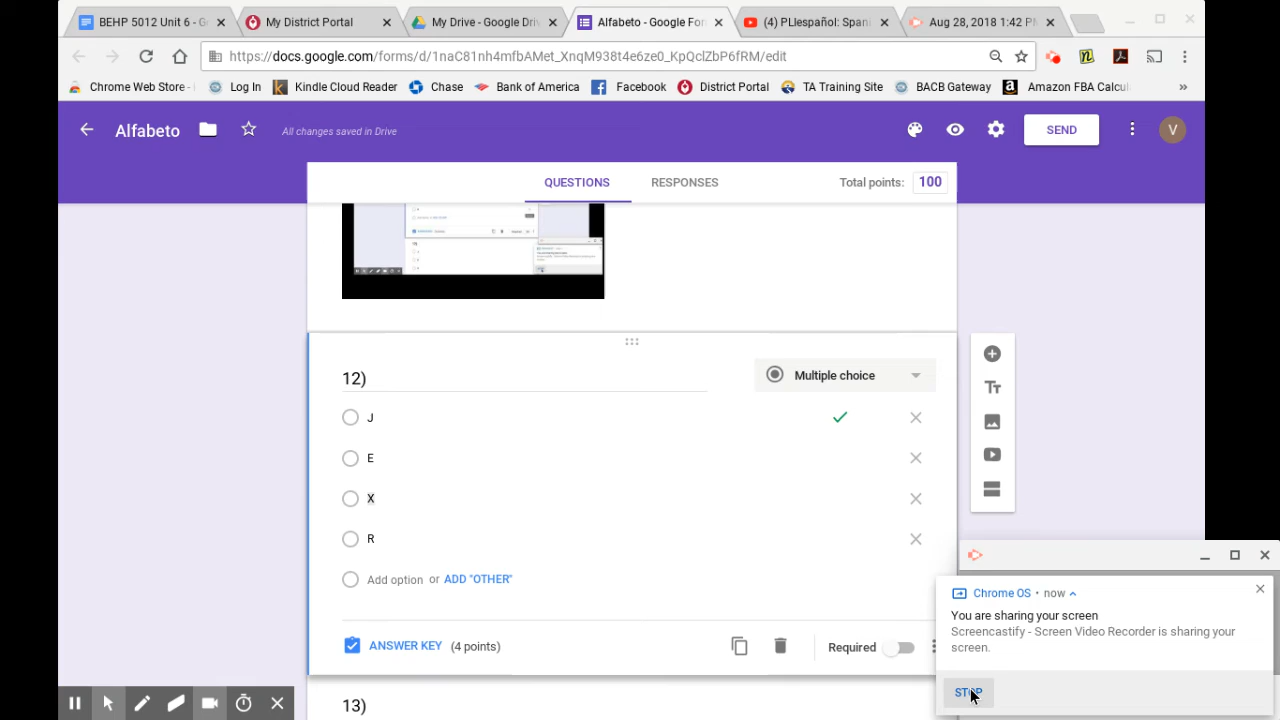 BEHP 5012 Unit 6 - G
My District Portal
My Drive - Google Dri
Alfabeto - Google For
(4) PLIespañol: Span
Aug 28, 2018 1:42 P
https://docs.google.com/forms/d/1naC81nh4mfbAMet_XnqM938t4e6ze0_KpQclZbP6fRM/edit
Chrome Web Store -
Log In
Kindle Cloud Reader
Chase
Bank of America
Facebook
District Portal
TA Training Site
BACB Gateway
Amazon FBA Calcu
»
Alfabeto
All changes saved in Drive
SEND
V
QUESTIONS
RESPONSES
Total points: 100
12)
Multiple choice
J
E
X
R
Add option or ADD "OTHER"
ANSWER KEY (4 points)
Required
13)
Chrome OS • now
You are sharing your screen
Screencastify - Screen Video Recorder is sharing your
screen.
STOP